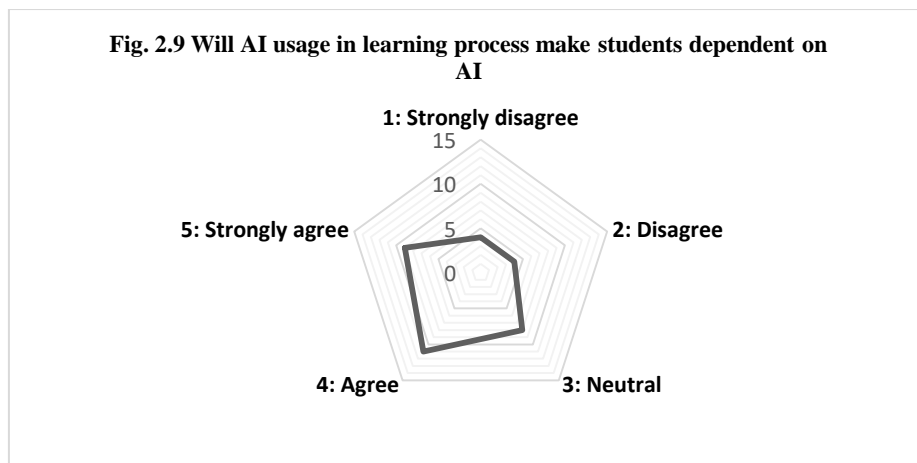 Fig. 2.9 Will AI usage in learning process make students dependent on
AI
1: Strongly disagree
15
10
5: Strongly agree
2: Disagree
5
0
4: Agree
3: Neutral